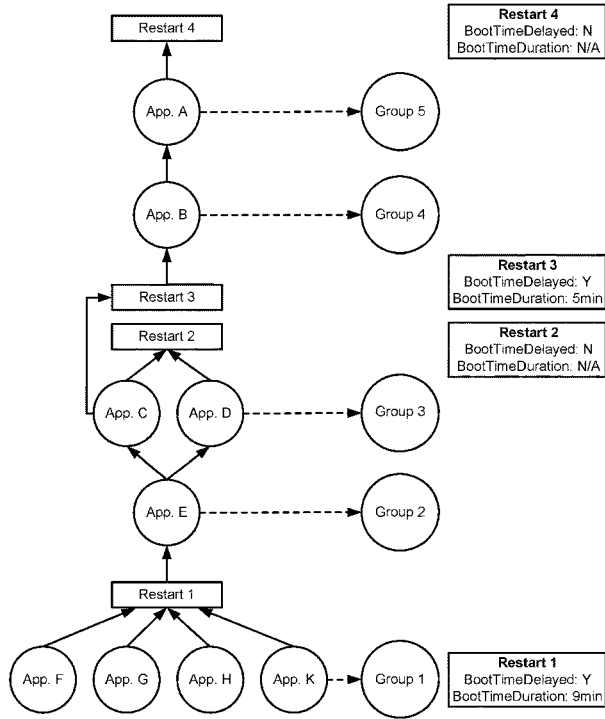 Restart 4
Restart 4
BootTimeDelayed: N
BootTimeDuration: N/A
App. A
Group 5
App. B
Group 4
Restart 3
Restart 3
BootTimeDelayed: Y
BootTimeDuration: 5min
Restart 2
Restart 2
BootTimeDelayed: N
BootTimeDuration: N/A
App. C
App. D
Group 3
App. E
Group 2
Restart 1
App. F
App. G
App. H
App. K
Group 1
Restart 1
BootTimeDelayed: Y
BootTimeDuration: 9min